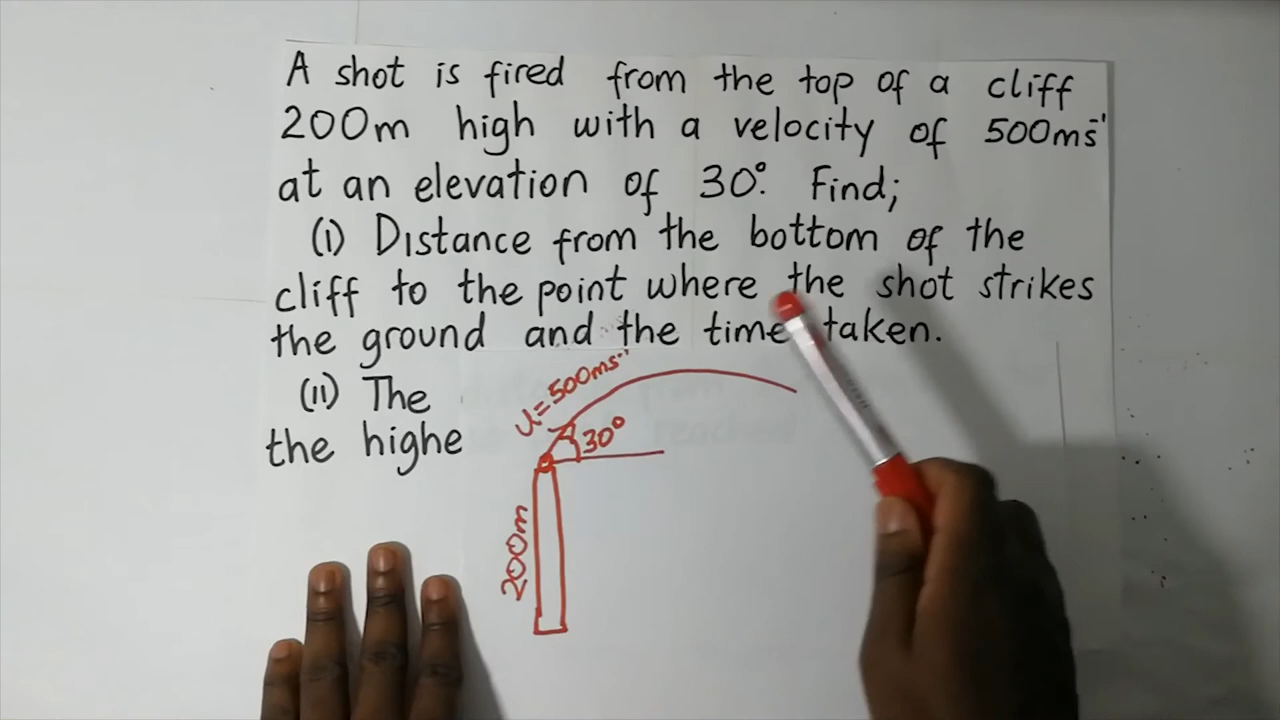 A shot is fired from the top of a cliff
200m high with a velocity of 500ms⁻¹
at an elevation of 30°. Find;
(i) Distance from the bottom of the
cliff to the point where the shot strikes
the ground and the time taken.
(ii) The
the highe
u=500ms⁻¹
30°
200m